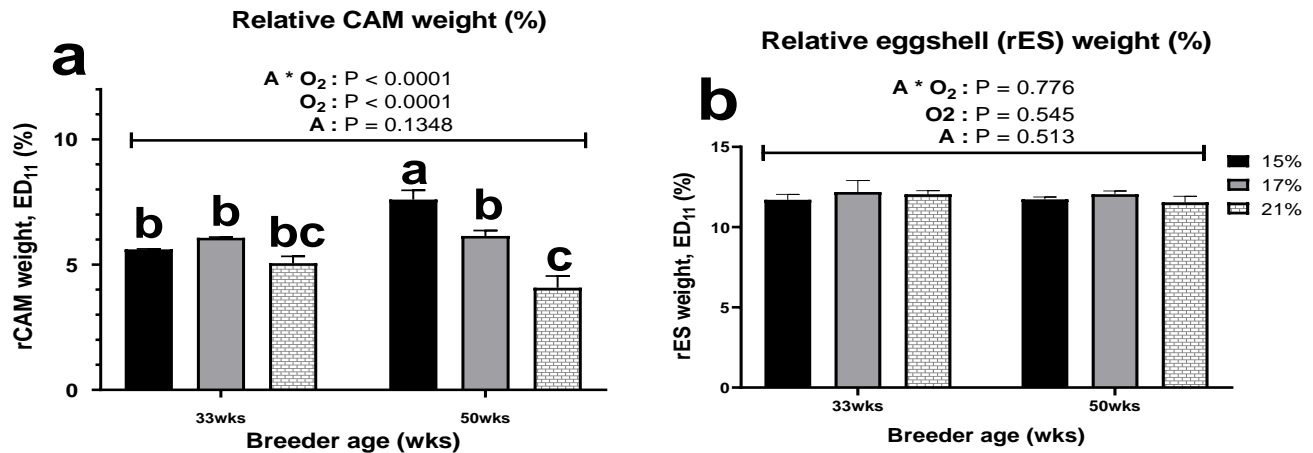 Relative CAM weight (%)
a
A * O₂ : P < 0.0001
O₂ : P < 0.0001
A : P = 0.1348
rCAM weight, ED₁₁ (%)
10
5
0
b
b
bc
a
b
c
33wks
50wks
Breeder age (wks)
Relative eggshell (rES) weight (%)
b
A * O₂ : P = 0.776
O2 : P = 0.545
A : P = 0.513
rES weight, ED₁₁ (%)
15
10
5
0
33wks
50wks
Breeder age (wks)
15%
17%
21%